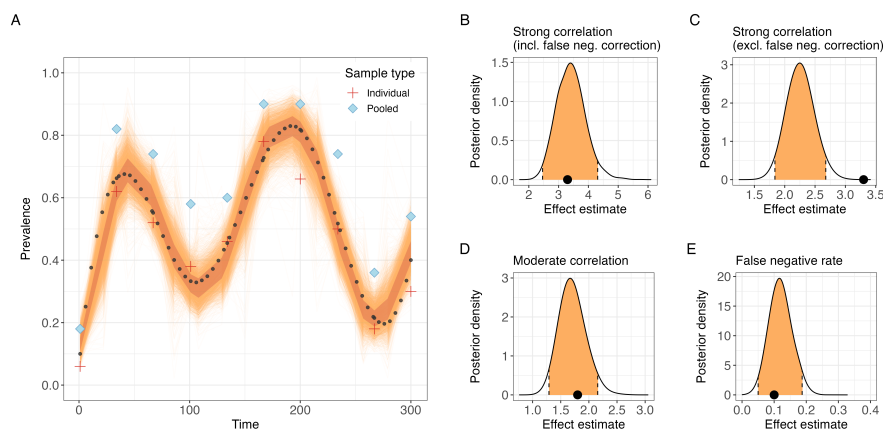 A
Prevalence
1.0
0.8
0.6
0.4
0.2
0.0
0
100
200
300
Time
Sample type
Individual
Pooled
B
Strong correlation
(incl. false neg. correction)
Posterior density
1.5
1.0
0.5
0.0
2
3
4
5
6
Effect estimate
C
Strong correlation
(excl. false neg. correction)
Posterior density
3
2
1
0
1.5
2.0
2.5
3.0
3.5
Effect estimate
D
Moderate correlation
Posterior density
3
2
1
0
1.0
1.5
2.0
2.5
3.0
Effect estimate
E
False negative rate
Posterior density
20
15
10
5
0
0.0
0.1
0.2
0.3
0.4
Effect estimate